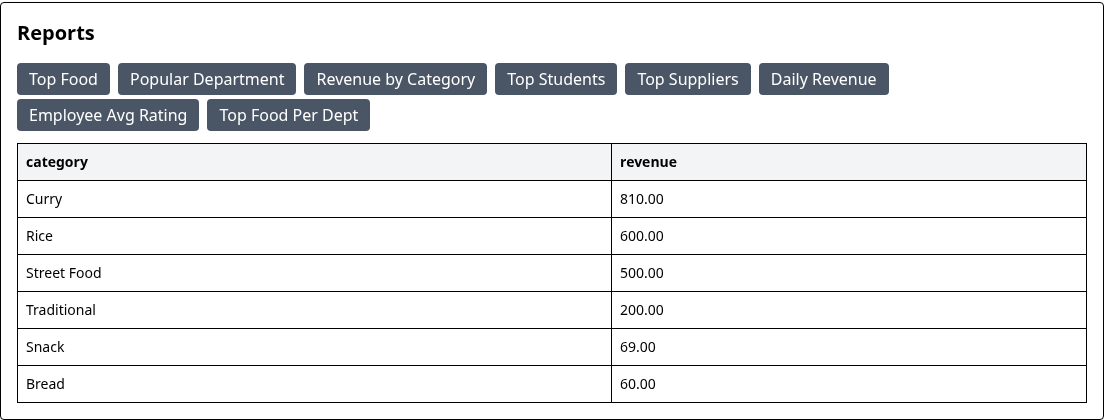 Reports
Top Food Popular Department Revenue by Category Top Students Top Suppliers Daily Revenue
Employee Avg Rating Top Food Per Dept
category revenue
Curry 810.00
Rice 600.00
Street Food 500.00
Traditional 200.00
Snack 69.00
Bread 60.00